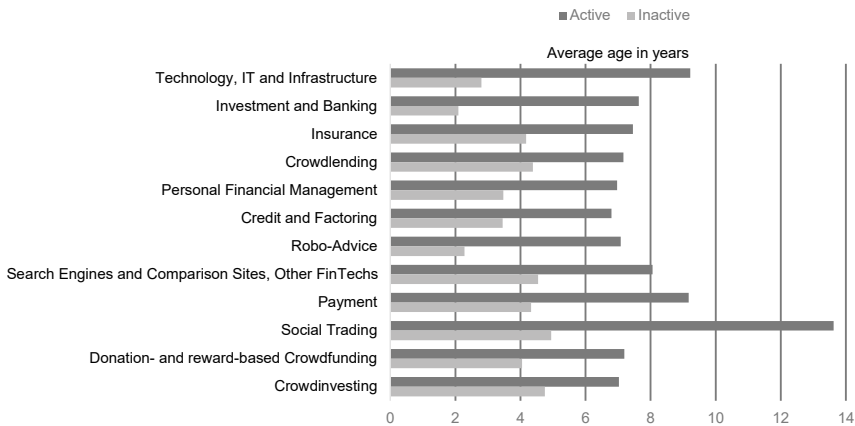 Active Inactive
Average age in years
Technology, IT and Infrastructure
Investment and Banking
Insurance
Crowdlending
Personal Financial Management
Credit and Factoring
Robo-Advice
Search Engines and Comparison Sites, Other FinTechs
Payment
Social Trading
Donation- and reward-based Crowdfunding
Crowdinvesting
0 2 4 6 8 10 12 14